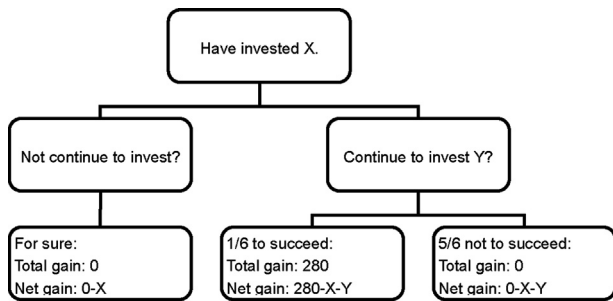 Have invested X.
Not continue to invest?
Continue to invest Y?
For sure:
Total gain: 0
Net gain: 0-X
1/6 to succeed:
Total gain: 280
Net gain: 280-X-Y
5/6 not to succeed:
Total gain: 0
Net gain: 0-X-Y